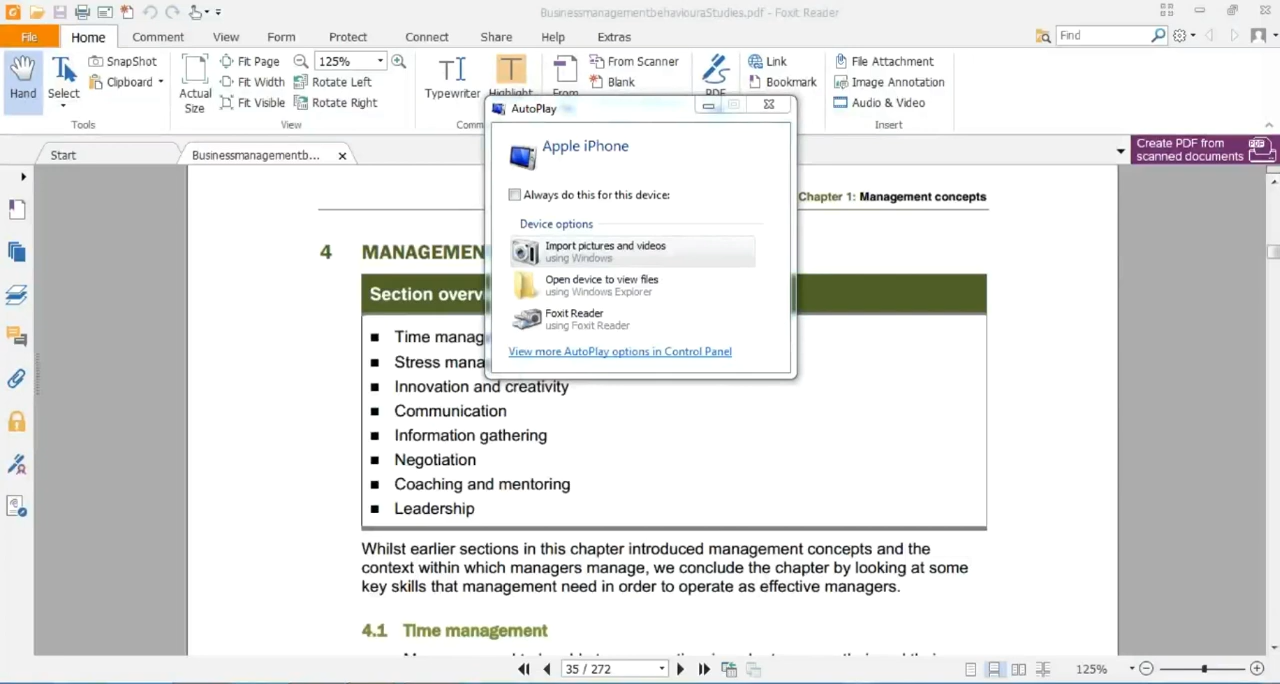 BusinessmanagementbehaviouraStudies.pdf - Foxit Reader
File Home Comment View Form Protect Connect Share Help Extras
Find
Hand
Select
SnapShot
Clipboard
Tools
Actual
Size
Fit Page
Fit Width
Fit Visible
125%
Rotate Left
Rotate Right
View
Typewriter
Highlight
From Scanner
Blank
Link
Bookmark
File Attachment
Image Annotation
Audio & Video
Insert
Start
Businessmanagementb...
Create PDF from
scanned documents
AutoPlay
Apple iPhone
Always do this for this device:
Device options
Import pictures and videos
using Windows
Open device to view files
using Windows Explorer
Foxit Reader
using Foxit Reader
View more AutoPlay options in Control Panel
Chapter 1: Management concepts
4 MANAGEMEN
Section overv
■ Time manag
■ Stress mana
■ Innovation and creativity
■ Communication
■ Information gathering
■ Negotiation
■ Coaching and mentoring
■ Leadership
Whilst earlier sections in this chapter introduced management concepts and the
context within which managers manage, we conclude the chapter by looking at some
key skills that management need in order to operate as effective managers.
4.1 Time management
35 / 272
125%